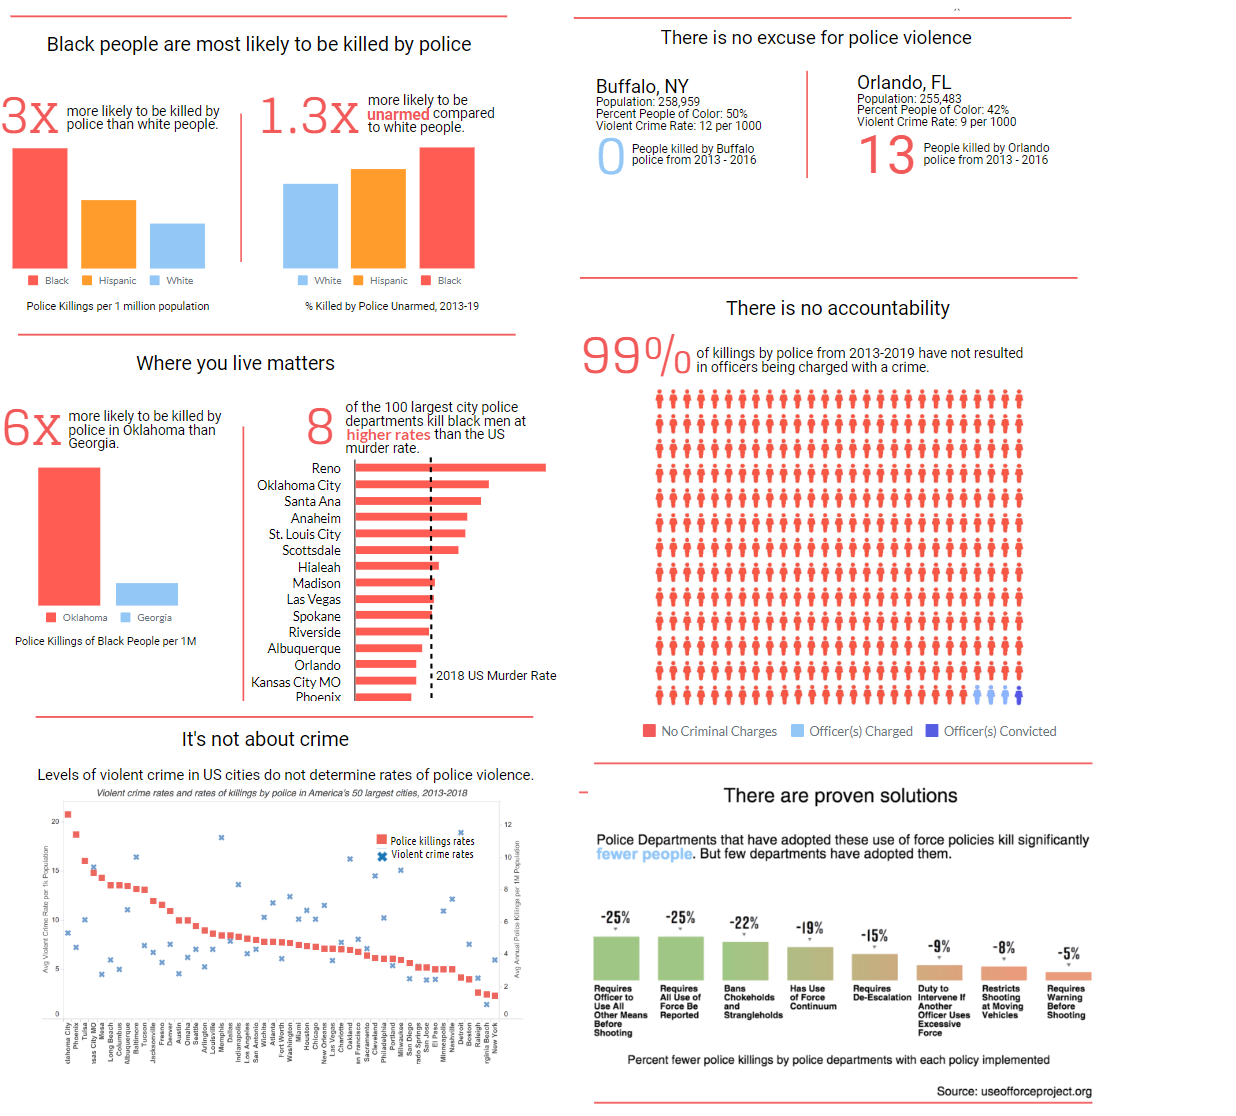 Black people are most likely to be killed by police
3x
more likely to be killed by
police than white people.
1.3x
more likely to be
unarmed compared
to white people.
Black Hispanic White
Police Killings per 1 million population
White Hispanic Black
% Killed by Police Unarmed, 2013-19
Where you live matters
6x
more likely to be killed by
police in Oklahoma than
Georgia.
Oklahoma Georgia
Police Killings of Black People per 1M
8
of the 100 largest city police
departments kill black men at
higher rates than the US
murder rate.
Reno
Oklahoma City
Santa Ana
Anaheim
St. Louis City
Scottsdale
Hialeah
Madison
Las Vegas
Spokane
Riverside
Albuquerque
Orlando
Kansas City MO
Phoenix
2018 US Murder Rate
It's not about crime
Levels of violent crime in US cities do not determine rates of police violence.
Violent crime rates and rates of killings by police in America's 50 largest cities, 2013-2018
Avg Violent Crime Rate per 1k Population
20
15
10
5
0
Police killings rates
Violent crime rates
12
10
8
6
4
2
0
Avg Annual Police Killings per 1M Population
lahoma City
Phoenix
Tulsa
sas City MO
Mesa
Long Beach
Columbus
Albuquerque
Baltimore
Tucson
Jacksonville
Fresno
Denver
Austin
Omaha
Seattle
Arlington
Louisville
Memphis
Dallas
Indianapolis
Los Angeles
San Antonio
Wichita
Atlanta
Fort Worth
Washington
Miami
Houston
Chicago
New Orleans
Las Vegas
Charlotte
Oakland
an Francisco
Sacramento
Cleveland
Philadelphia
Portland
Milwaukee
San Diego
rado Springs
San Jose
El Paso
Minneapolis
Nashville
Detroit
Boston
Raleigh
rginia Beach
New York
There is no excuse for police violence
Buffalo, NY
Population: 258,959
Percent People of Color: 50%
Violent Crime Rate: 12 per 1000
0
People killed by Buffalo
police from 2013 - 2016
Orlando, FL
Population: 255,483
Percent People of Color: 42%
Violent Crime Rate: 9 per 1000
13
People killed by Orlando
police from 2013 - 2016
There is no accountability
99%
of killings by police from 2013-2019 have not resulted
in officers being charged with a crime.
No Criminal Charges Officer(s) Charged Officer(s) Convicted
There are proven solutions
Police Departments that have adopted these use of force policies kill significantly
fewer people. But few departments have adopted them.
-25%
-25%
-22%
-19%
-15%
-9%
-8%
-5%
Requires
Officer to
Use All
Other Means
Before
Shooting
Requires
All Use of
Force Be
Reported
Bans
Chokeholds
and
Strangleholds
Has Use
of Force
Continuum
Requires
De-Escalation
Duty to
Intervene If
Another
Officer Uses
Excessive
Force
Restricts
Shooting
at Moving
Vehicles
Requires
Warning
Before
Shooting
Percent fewer police killings by police departments with each policy implemented
Source: useofforceproject.org